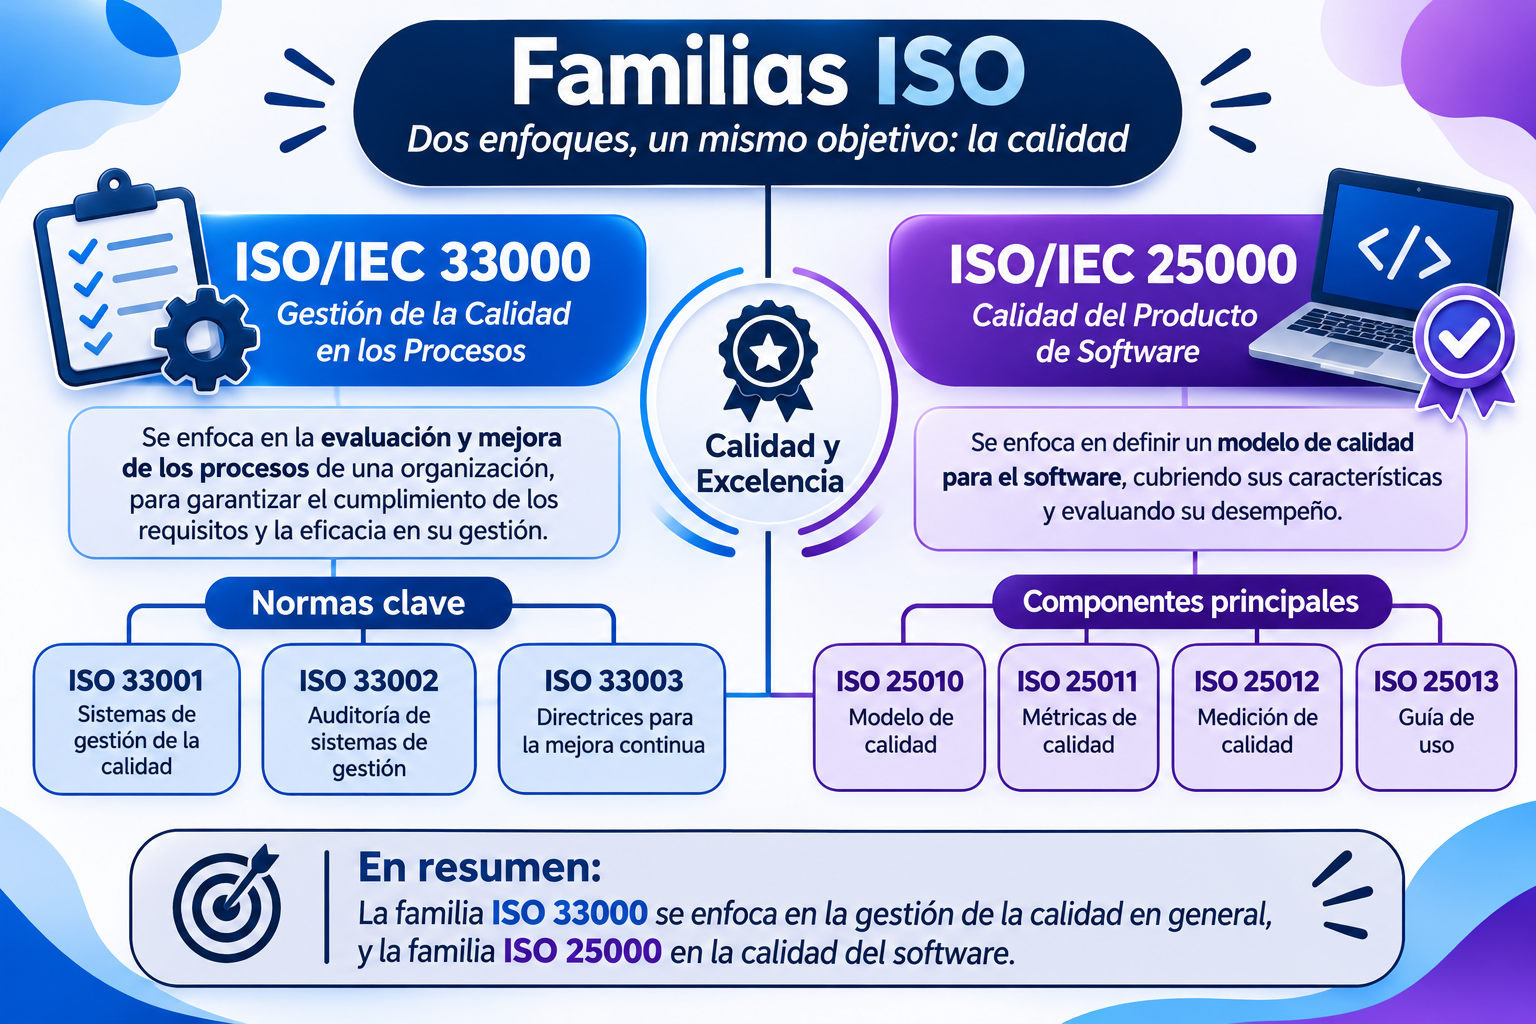 Familias ISO
Dos enfoques, un mismo objetivo: la calidad
ISO/IEC 33000
Gestión de la Calidad
en los Procesos
Se enfoca en la evaluación y mejora
de los procesos de una organización,
para garantizar el cumplimiento de los
requisitos y la eficacia en su gestión.
Normas clave
ISO 33001
Sistemas de
gestión de la
calidad
ISO 33002
Auditoría de
sistemas de
gestión
ISO 33003
Directrices para
la mejora continua
Calidad y
Excelencia
ISO/IEC 25000
Calidad del Producto
de Software
</>
Se enfoca en definir un modelo de calidad
para el software, cubriendo sus características
y evaluando su desempeño.
Componentes principales
ISO 25010
Modelo de
calidad
ISO 25011
Métricas de
calidad
ISO 25012
Medición de
calidad
ISO 25013
Guía de
uso
En resumen:
La familia ISO 33000 se enfoca en la gestión de la calidad en general,
y la familia ISO 25000 en la calidad del software.